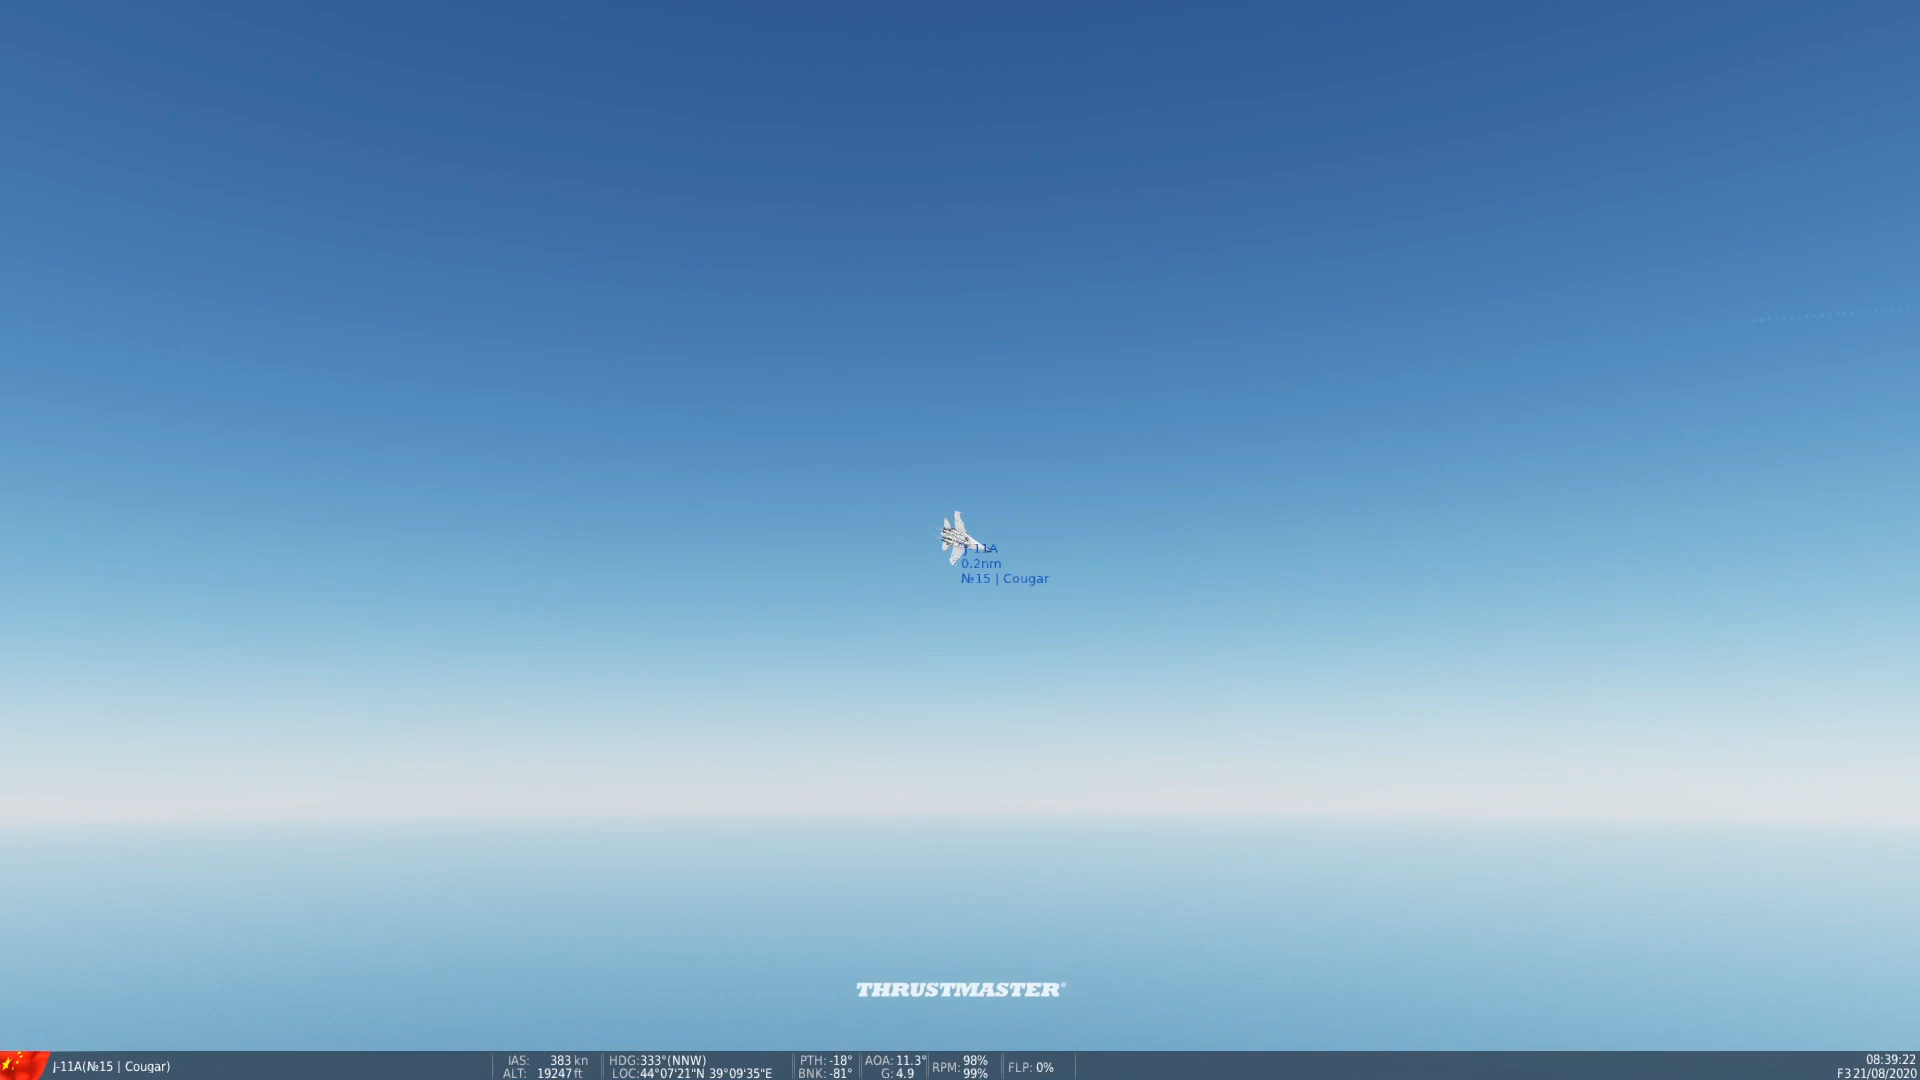 J-11A
0.2nm
№15 | Cougar
THRUSTMASTER®
J-11A(№15 | Cougar)
IAS: 383 kn
ALT: 19247 ft
HDG:333°(NNW)
LOC:44°07'21"N 39°09'35"E
PTH: -18°
BNK: -81°
AOA: 11.3°
G: 4.9
RPM: 98%
99%
FLP: 0%
08:39:22
F3 21/08/2020